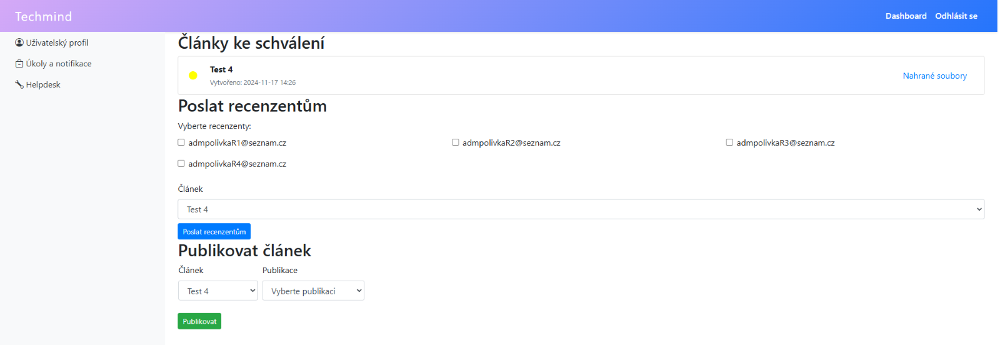 Techmind
Dashboard Odhlásit se
Uživatelský profil
Úkoly a notifikace
Helpdesk
Články ke schválení
Test 4
Vytvořeno: 2024-11-17 14:26
Nahrané soubory
Poslat recenzentům
Vyberte recenzenty:
admpolivkaR1@seznam.cz admpolivkaR2@seznam.cz admpolivkaR3@seznam.cz
admpolivkaR4@seznam.cz
Článek
Test 4
Poslat recenzentům
Publikovat článek
Článek Publikace
Test 4 Vyberte publikaci
Publikovat